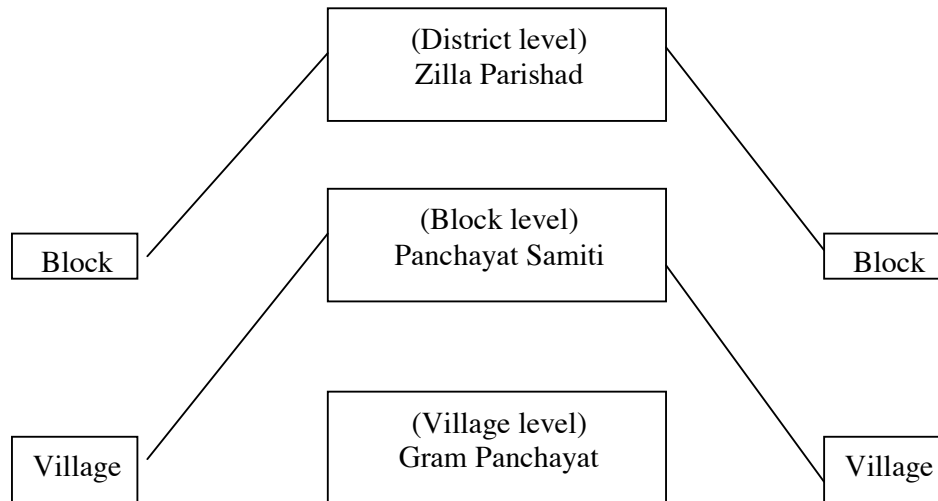 (District level)
Zilla Parishad
(Block level)
Panchayat Samiti
Block
Block
(Village level)
Gram Panchayat
Village
Village